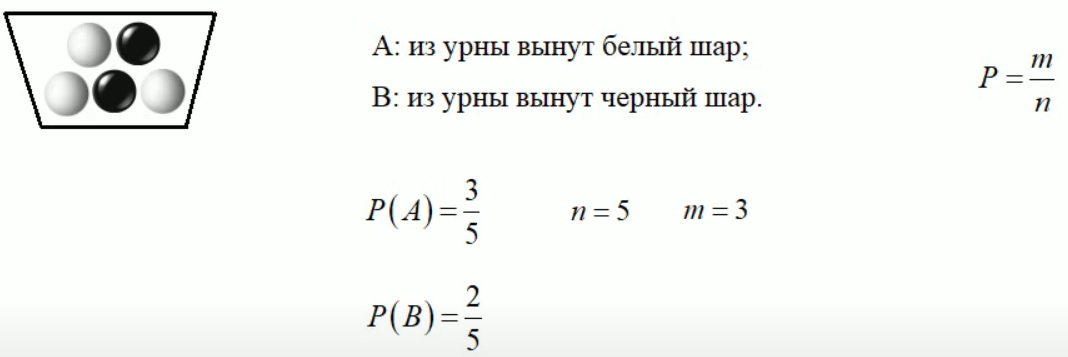 А: из урны вынут белый шар;
В: из урны вынут черный шар.
P = m/n
P(A) = 3/5 n = 5 m = 3
P(B) = 2/5